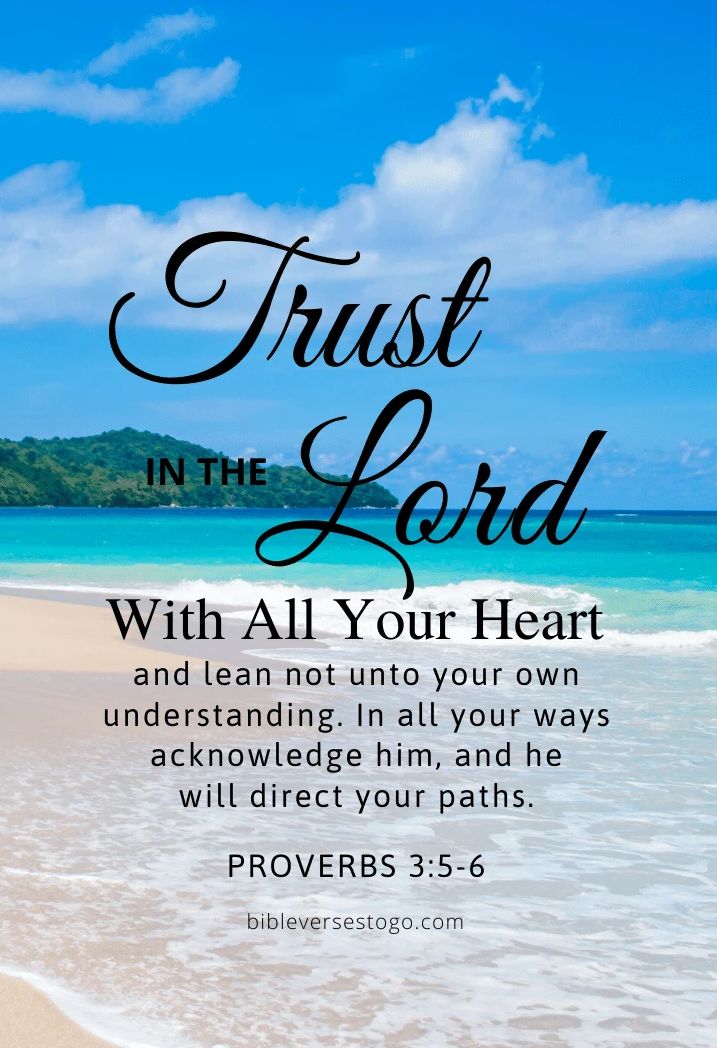 Trust
IN THE Lord
With All Your Heart
and lean not unto your own
understanding. In all your ways
acknowledge him, and he
will direct your paths.
PROVERBS 3:5-6
bibleversestogo.com